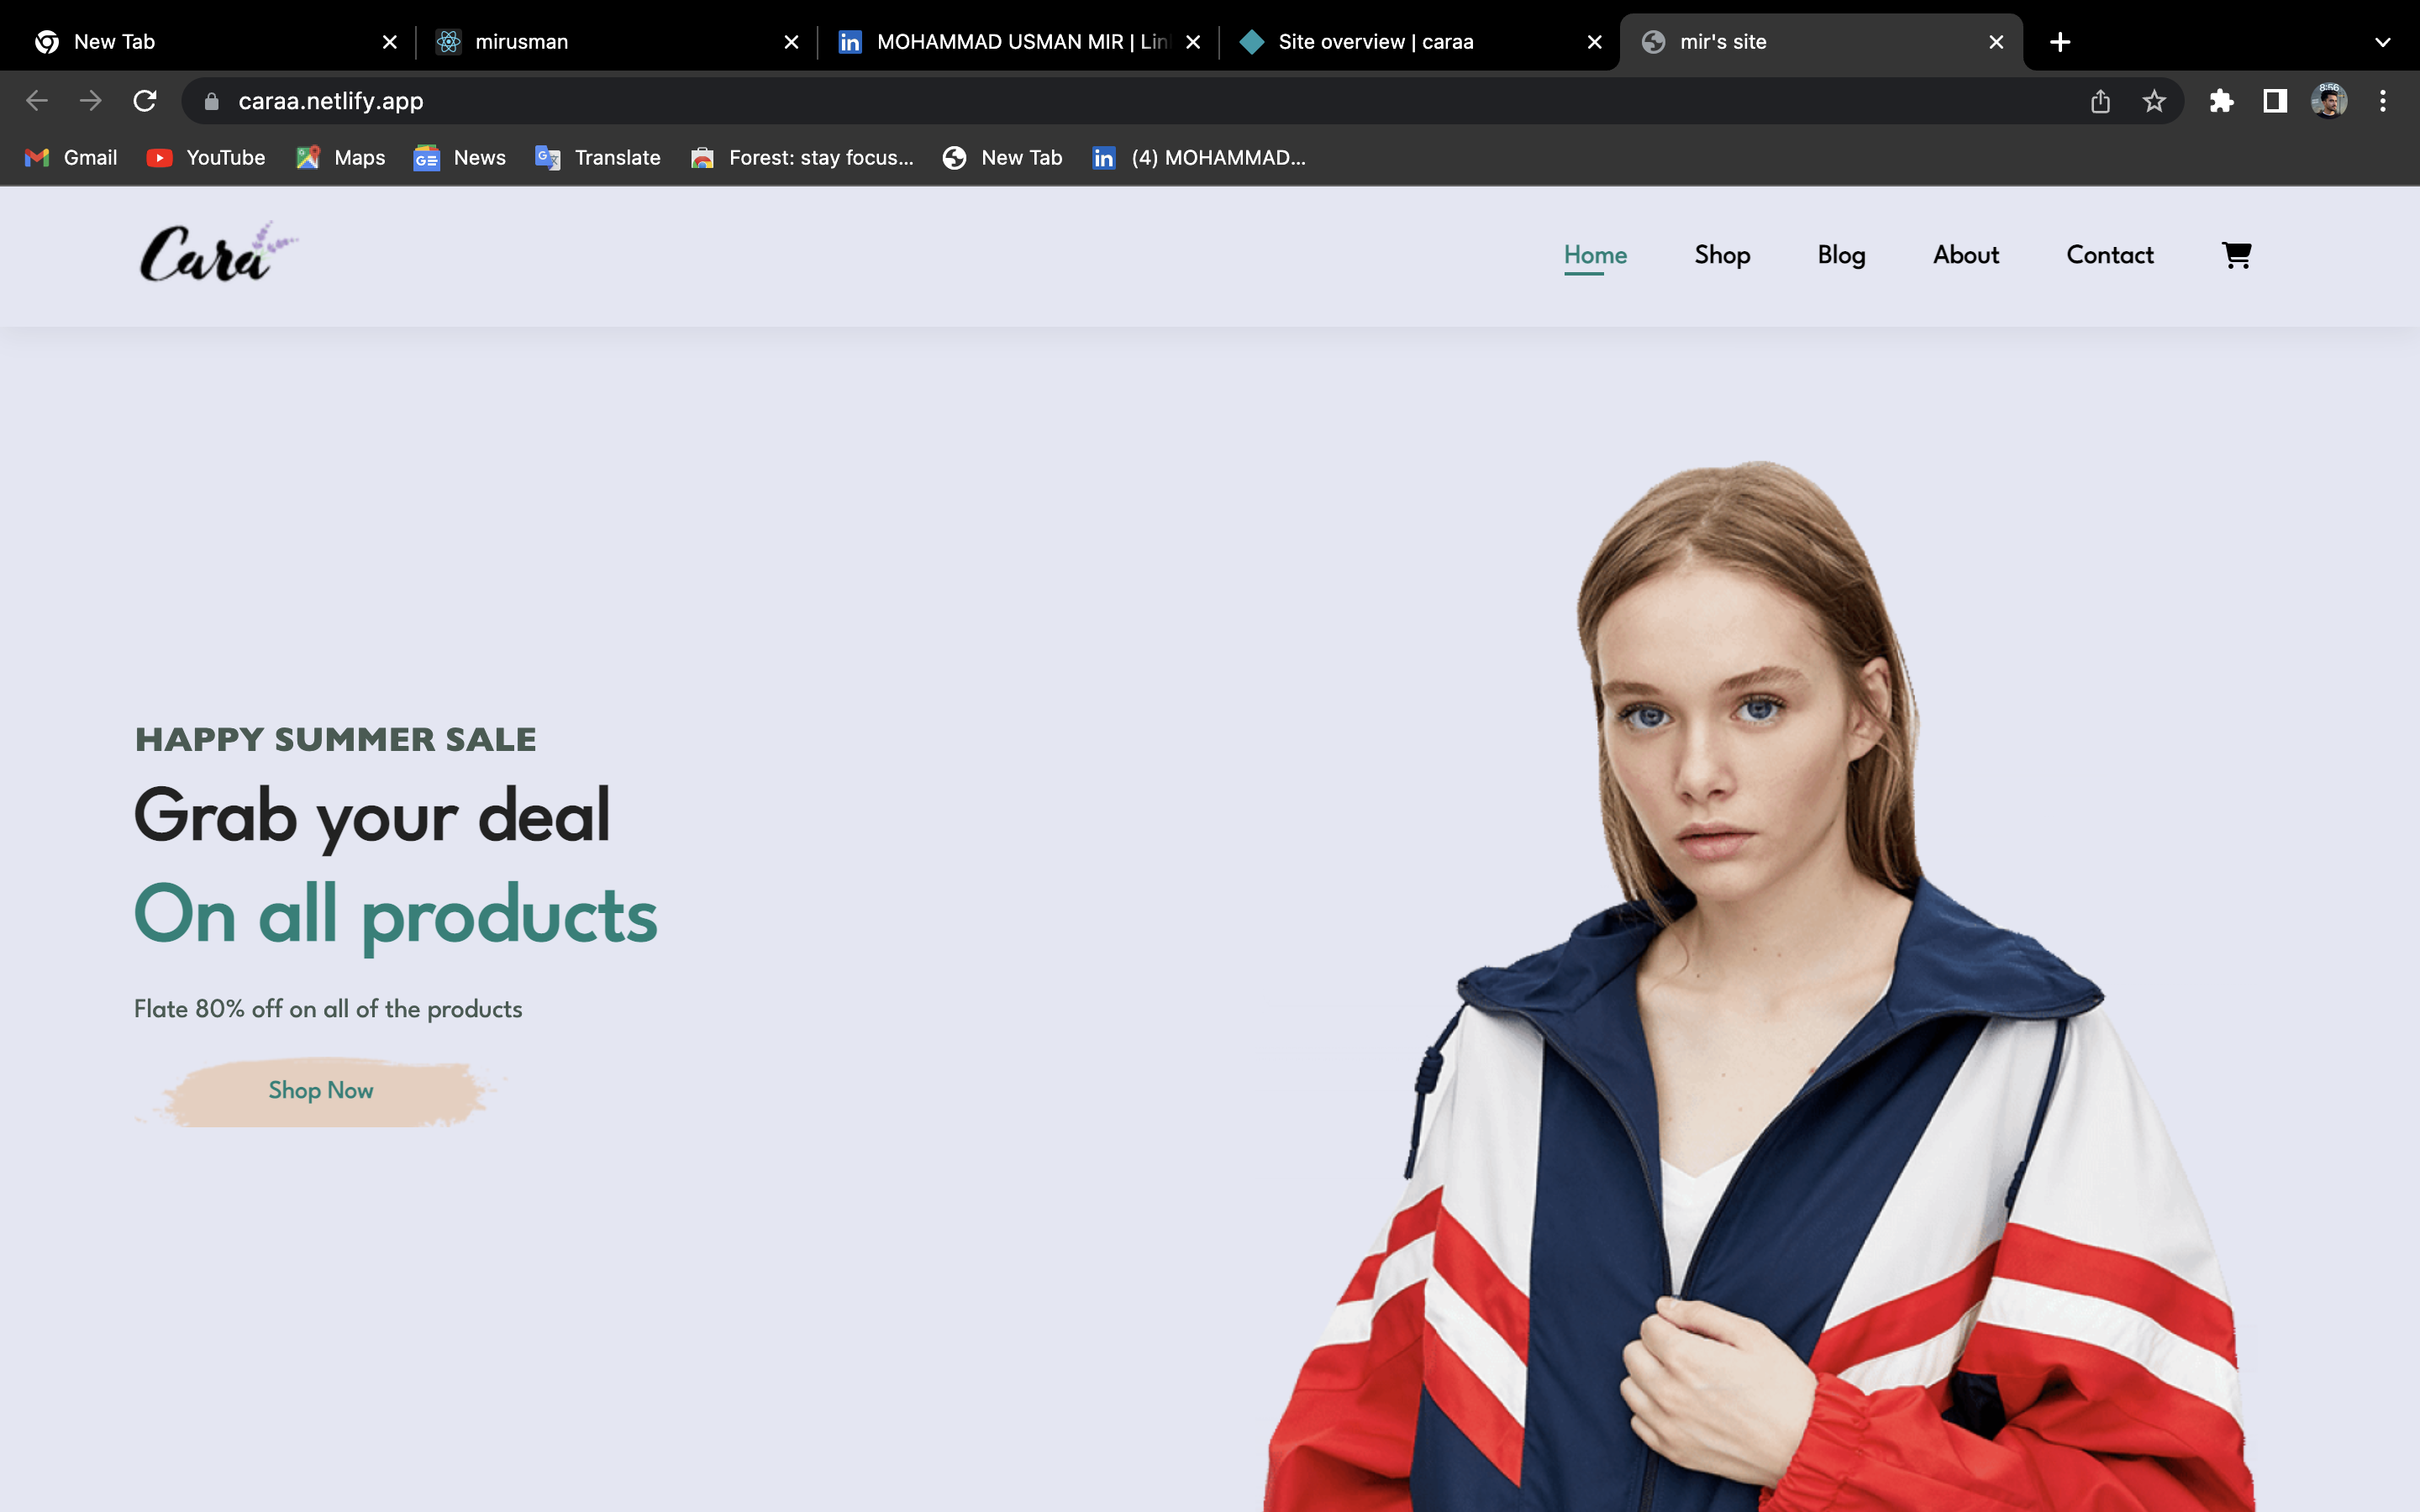 New Tab
mirusman
MOHAMMAD USMAN MIR | Lin
Site overview | caraa
mir's site
caraa.netlify.app
8:56
Gmail
YouTube
Maps
News
Translate
Forest: stay focus...
New Tab
(4) MOHAMMAD...
Cara
Home
Shop
Blog
About
Contact
HAPPY SUMMER SALE
Grab your deal
On all products
Flate 80% off on all of the products
Shop Now